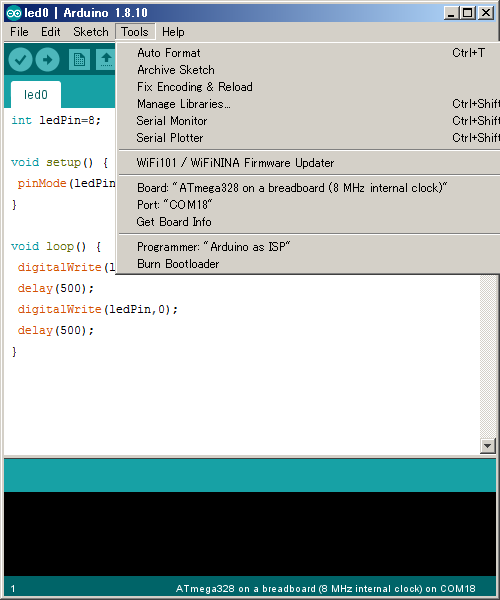 led0 | Arduino 1.8.10
File Edit Sketch Tools Help
led0
Auto Format Ctrl+T
Archive Sketch
Fix Encoding & Reload
Manage Libraries... Ctrl+Shift
Serial Monitor Ctrl+Shift
Serial Plotter Ctrl+Shift
WiFi101 / WiFiNINA Firmware Updater
Board: "ATmega328 on a breadboard (8 MHz internal clock)"
Port: "COM18"
Get Board Info
Programmer: "Arduino as ISP"
Burn Bootloader
int ledPin=8;
void setup() {
pinMode(ledPin
}
void loop() {
digitalWrite(l
delay(500);
digitalWrite(ledPin,0);
delay(500);
}
1 ATmega328 on a breadboard (8 MHz internal clock) on COM18